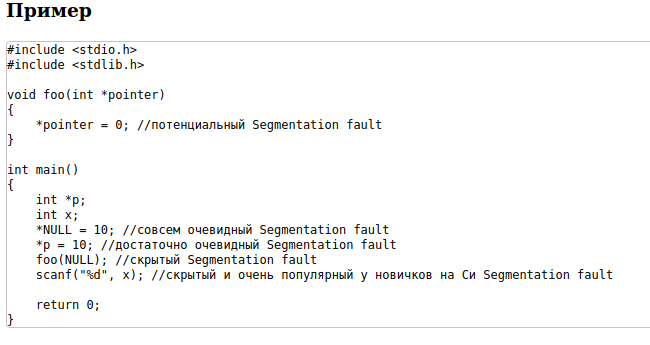 Пример
#include <stdio.h>
#include <stdlib.h>
void foo(int *pointer)
{
    *pointer = 0; //потенциальный Segmentation fault
}
int main()
{
    int *p;
    int x;
    *NULL = 10; //совсем очевидный Segmentation fault
    *p = 10; //достаточно очевидный Segmentation fault
    foo(NULL); //скрытый Segmentation fault
    scanf("%d", x); //скрытый и очень популярный у новичков на Си Segmentation fault
    return 0;
}